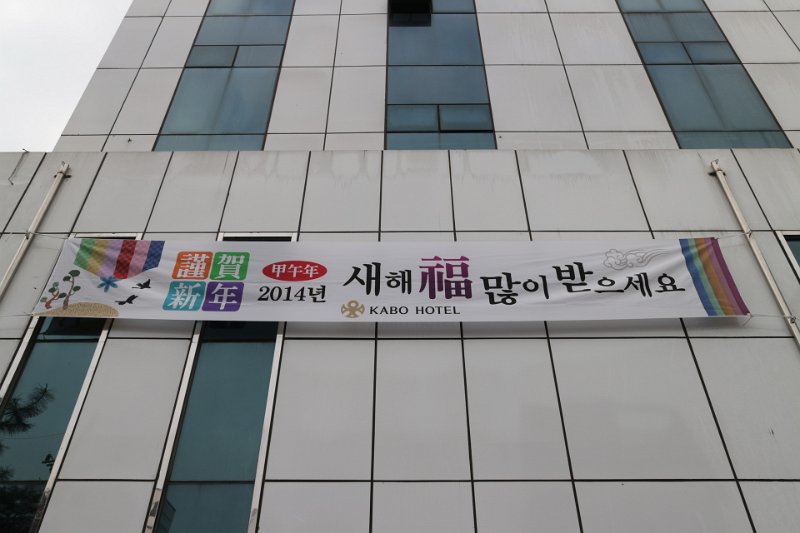 謹賀
新年
甲午年
2014년
새해 福 많이 받으세요
KABO HOTEL